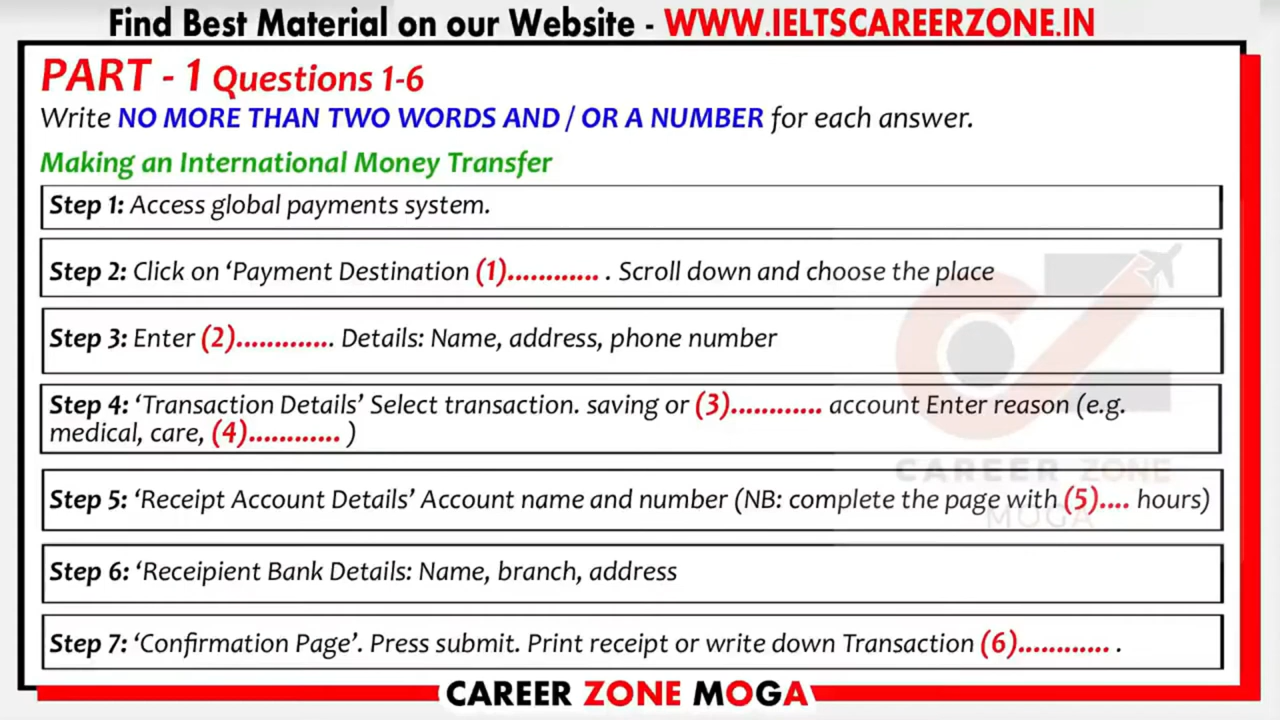 Find Best Material on our Website - WWW.IELTSCAREERZONE.IN
PART - 1 Questions 1-6
Write NO MORE THAN TWO WORDS AND / OR A NUMBER for each answer.
Making an International Money Transfer
Step 1: Access global payments system.
Step 2: Click on ‘Payment Destination (1)............ . Scroll down and choose the place
Step 3: Enter (2)............. Details: Name, address, phone number
Step 4: ‘Transaction Details’ Select transaction. saving or (3)............ account Enter reason (e.g.
medical, care, (4)............ )
CAREER ZONE
Step 5: ‘Receipt Account Details’ Account name and number (NB: complete the page with (5).... hours)
MOGA
Step 6: ‘Receipient Bank Details: Name, branch, address
Step 7: ‘Confirmation Page’. Press submit. Print receipt or write down Transaction (6)............ .
CAREER ZONE MOGA